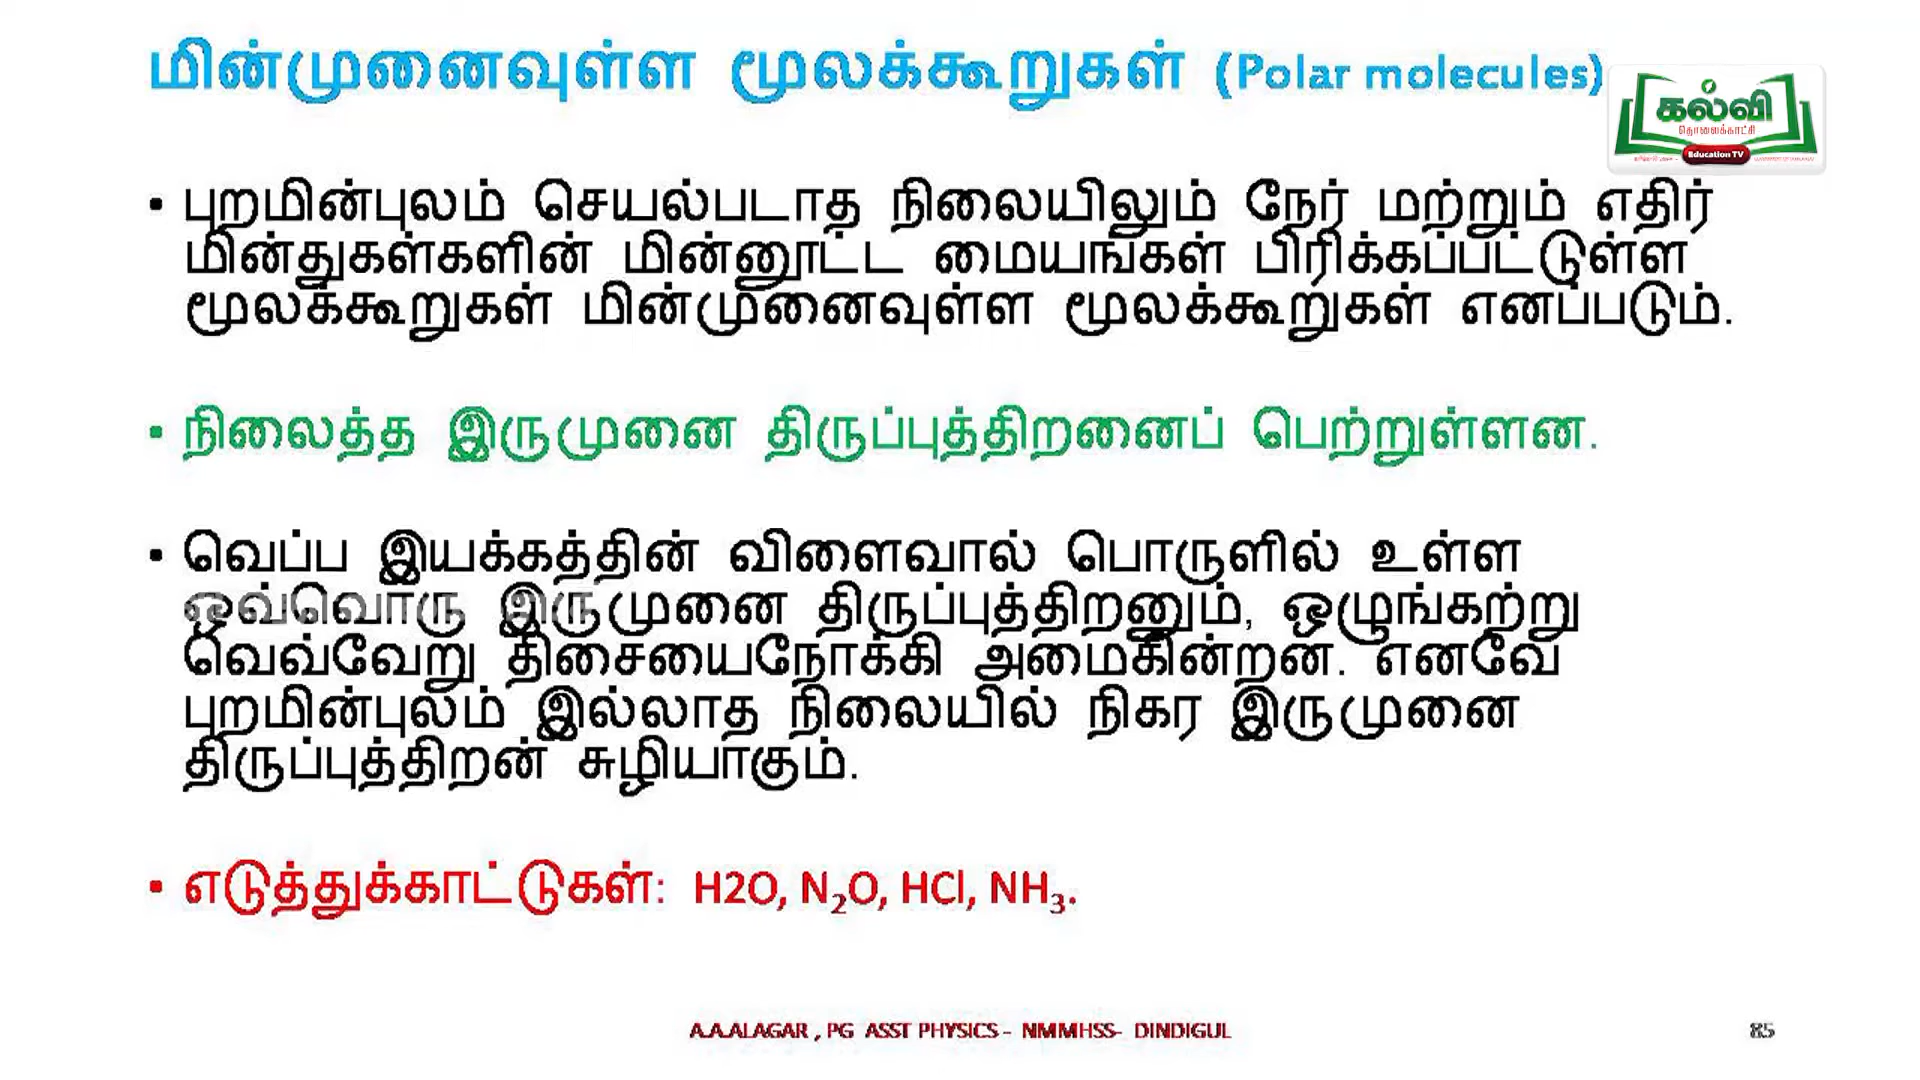 மின்முனைவுள்ள மூலக்கூறுகள் (Polar molecules)
கல்வி
தொலைக்காட்சி
Education TV
• புறமின்புலம் செயல்படாத நிலையிலும் நேர் மற்றும் எதிர்
மின்துகள்களின் மின்னூட்ட மையங்கள் பிரிக்கப்பட்டுள்ள
மூலக்கூறுகள் மின்முனைவுள்ள மூலக்கூறுகள் எனப்படும்.
• நிலைத்த இருமுனை திருப்புத்திறனைப் பெற்றுள்ளன.
• வெப்ப இயக்கத்தின் விளைவால் பொருளில் உள்ள
ஒவ்வொரு இருமுனை திருப்புத்திறனும், ஒழுங்கற்று
வெவ்வேறு திசையைநோக்கி அமைகின்றன. எனவே
புறமின்புலம் இல்லாத நிலையில் நிகர இருமுனை
திருப்புத்திறன் சுழியாகும்.
• எடுத்துக்காட்டுகள்: H2O, N₂O, HCl, NH₃.
A.A.ALAGAR , PG ASST PHYSICS – NMMHSS- DINDIGUL
85